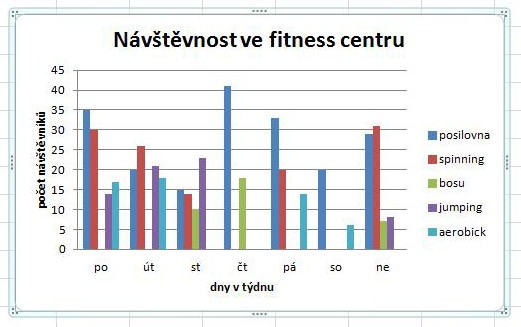 Návštěvnost ve fitness centru
počet návštěvníků
45
40
35
30
25
20
15
10
5
0
po út st čt pá so ne
dny v týdnu
posilovna
spinning
bosu
jumping
aerobick